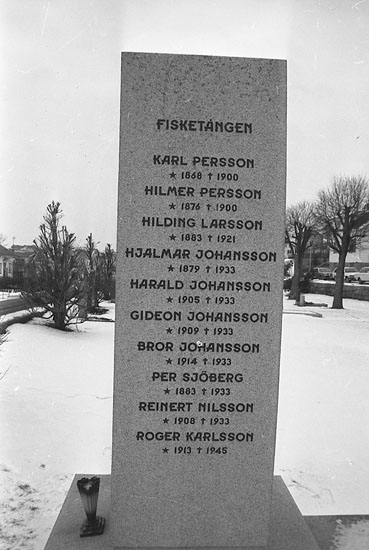 FISKETÅNGEN
KARL PERSSON
★ 1868 † 1900
HILMER PERSSON
★ 1876 † 1900
HILDING LARSSON
★ 1883 † 1921
HJALMAR JOHANSSON
★ 1879 † 1933
HARALD JOHANSSON
★ 1905 † 1933
GIDEON JOHANSSON
★ 1909 † 1933
BROR JOHANSSON
★ 1914 † 1933
PER SJÖBERG
★ 1883 † 1933
REINERT NILSSON
★ 1908 † 1933
ROGER KARLSSON
★ 1913 † 1945